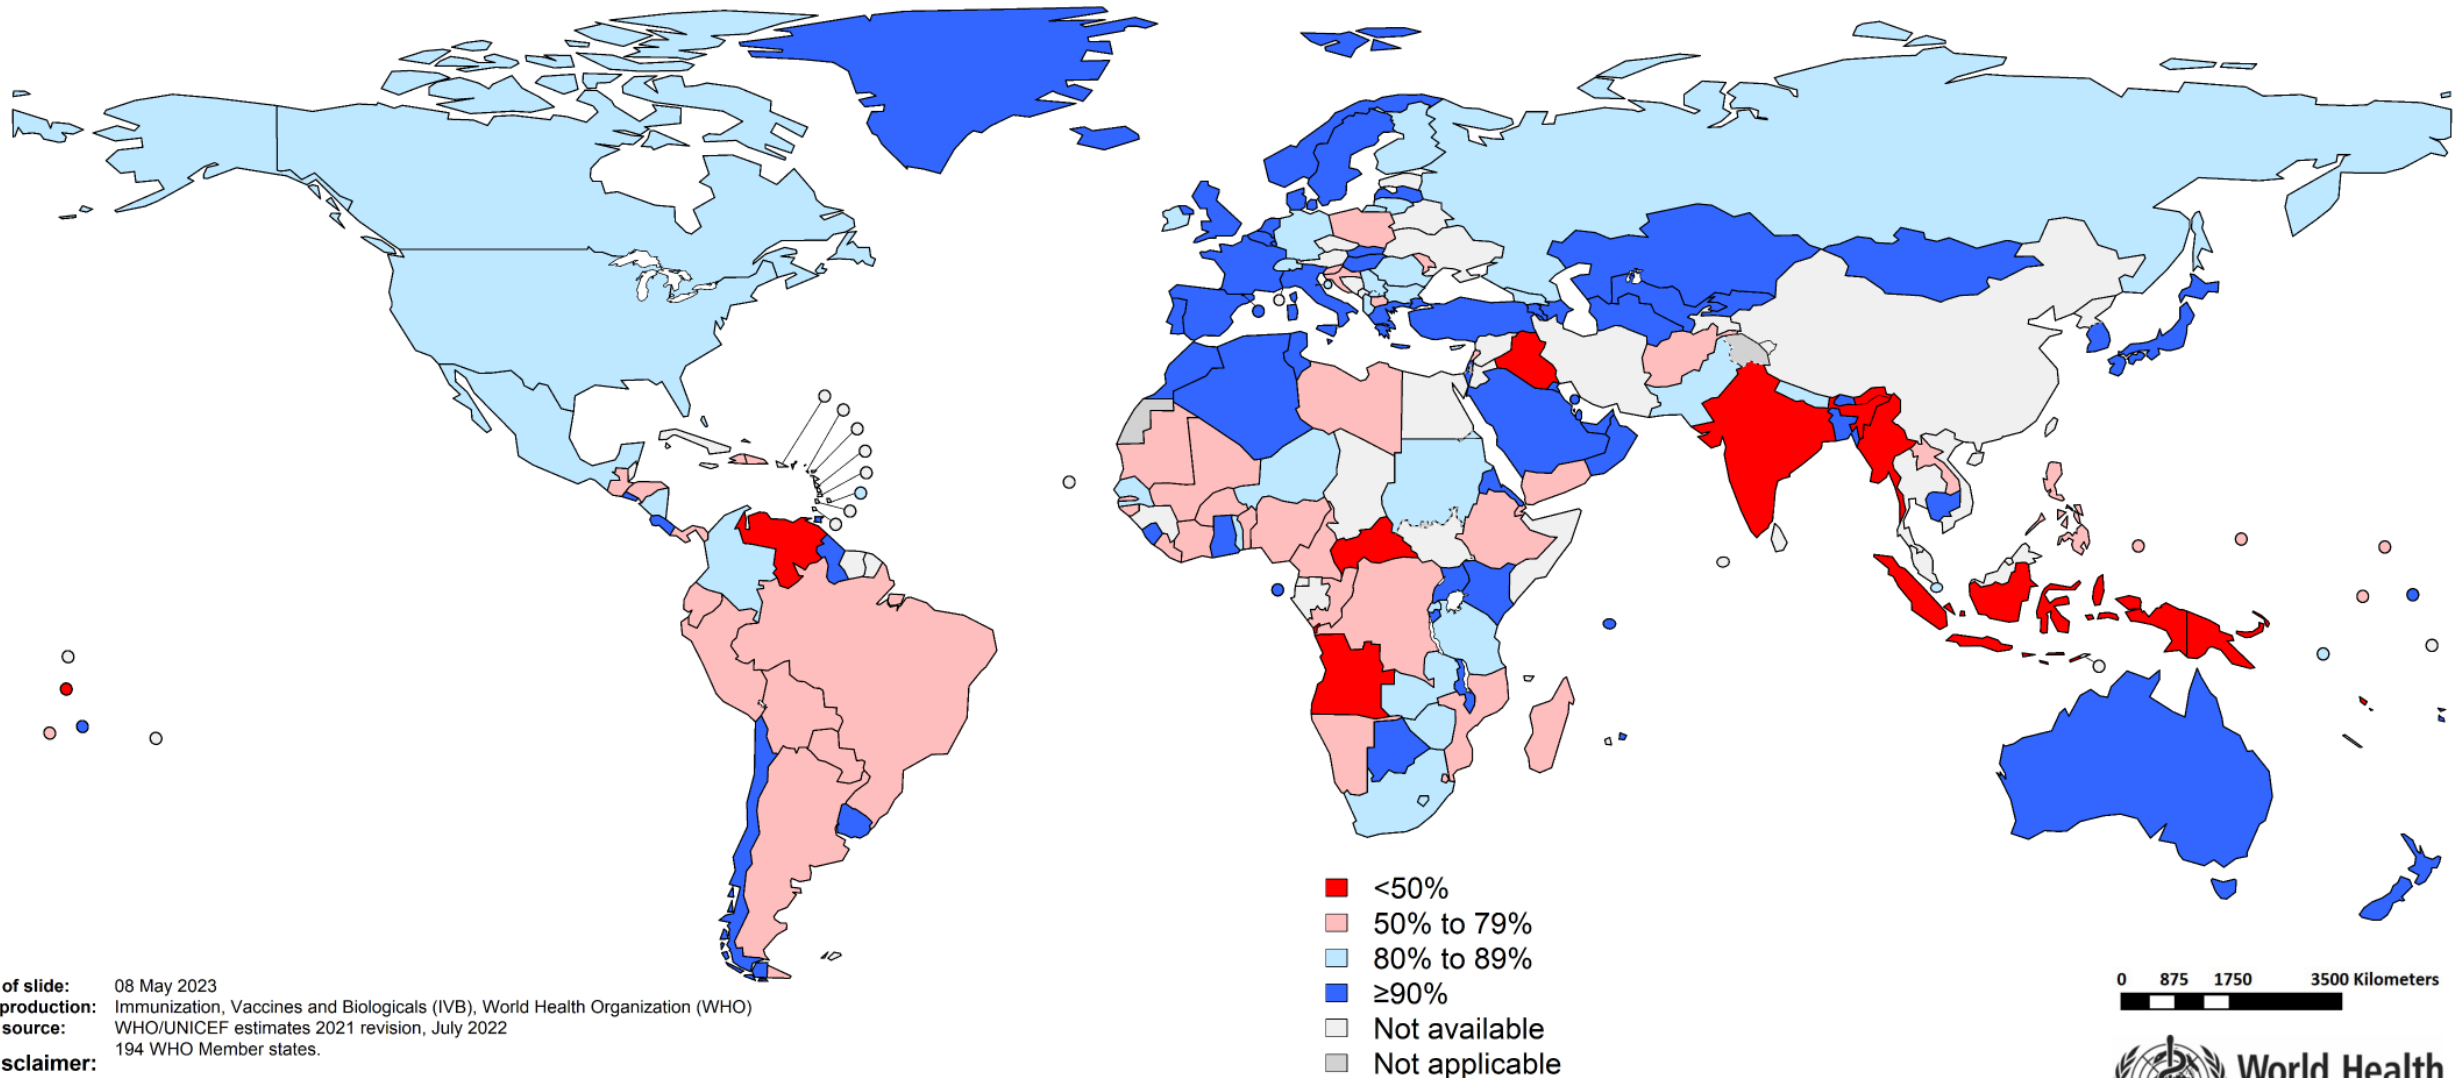 <50%
50% to 79%
80% to 89%
≥90%
Not available
Not applicable
of slide: 08 May 2023
production: Immunization, Vaccines and Biologicals (IVB), World Health Organization (WHO)
source: WHO/UNICEF estimates 2021 revision, July 2022
194 WHO Member states.
sclaimer:
0 875 1750 3500 Kilometers
World Health